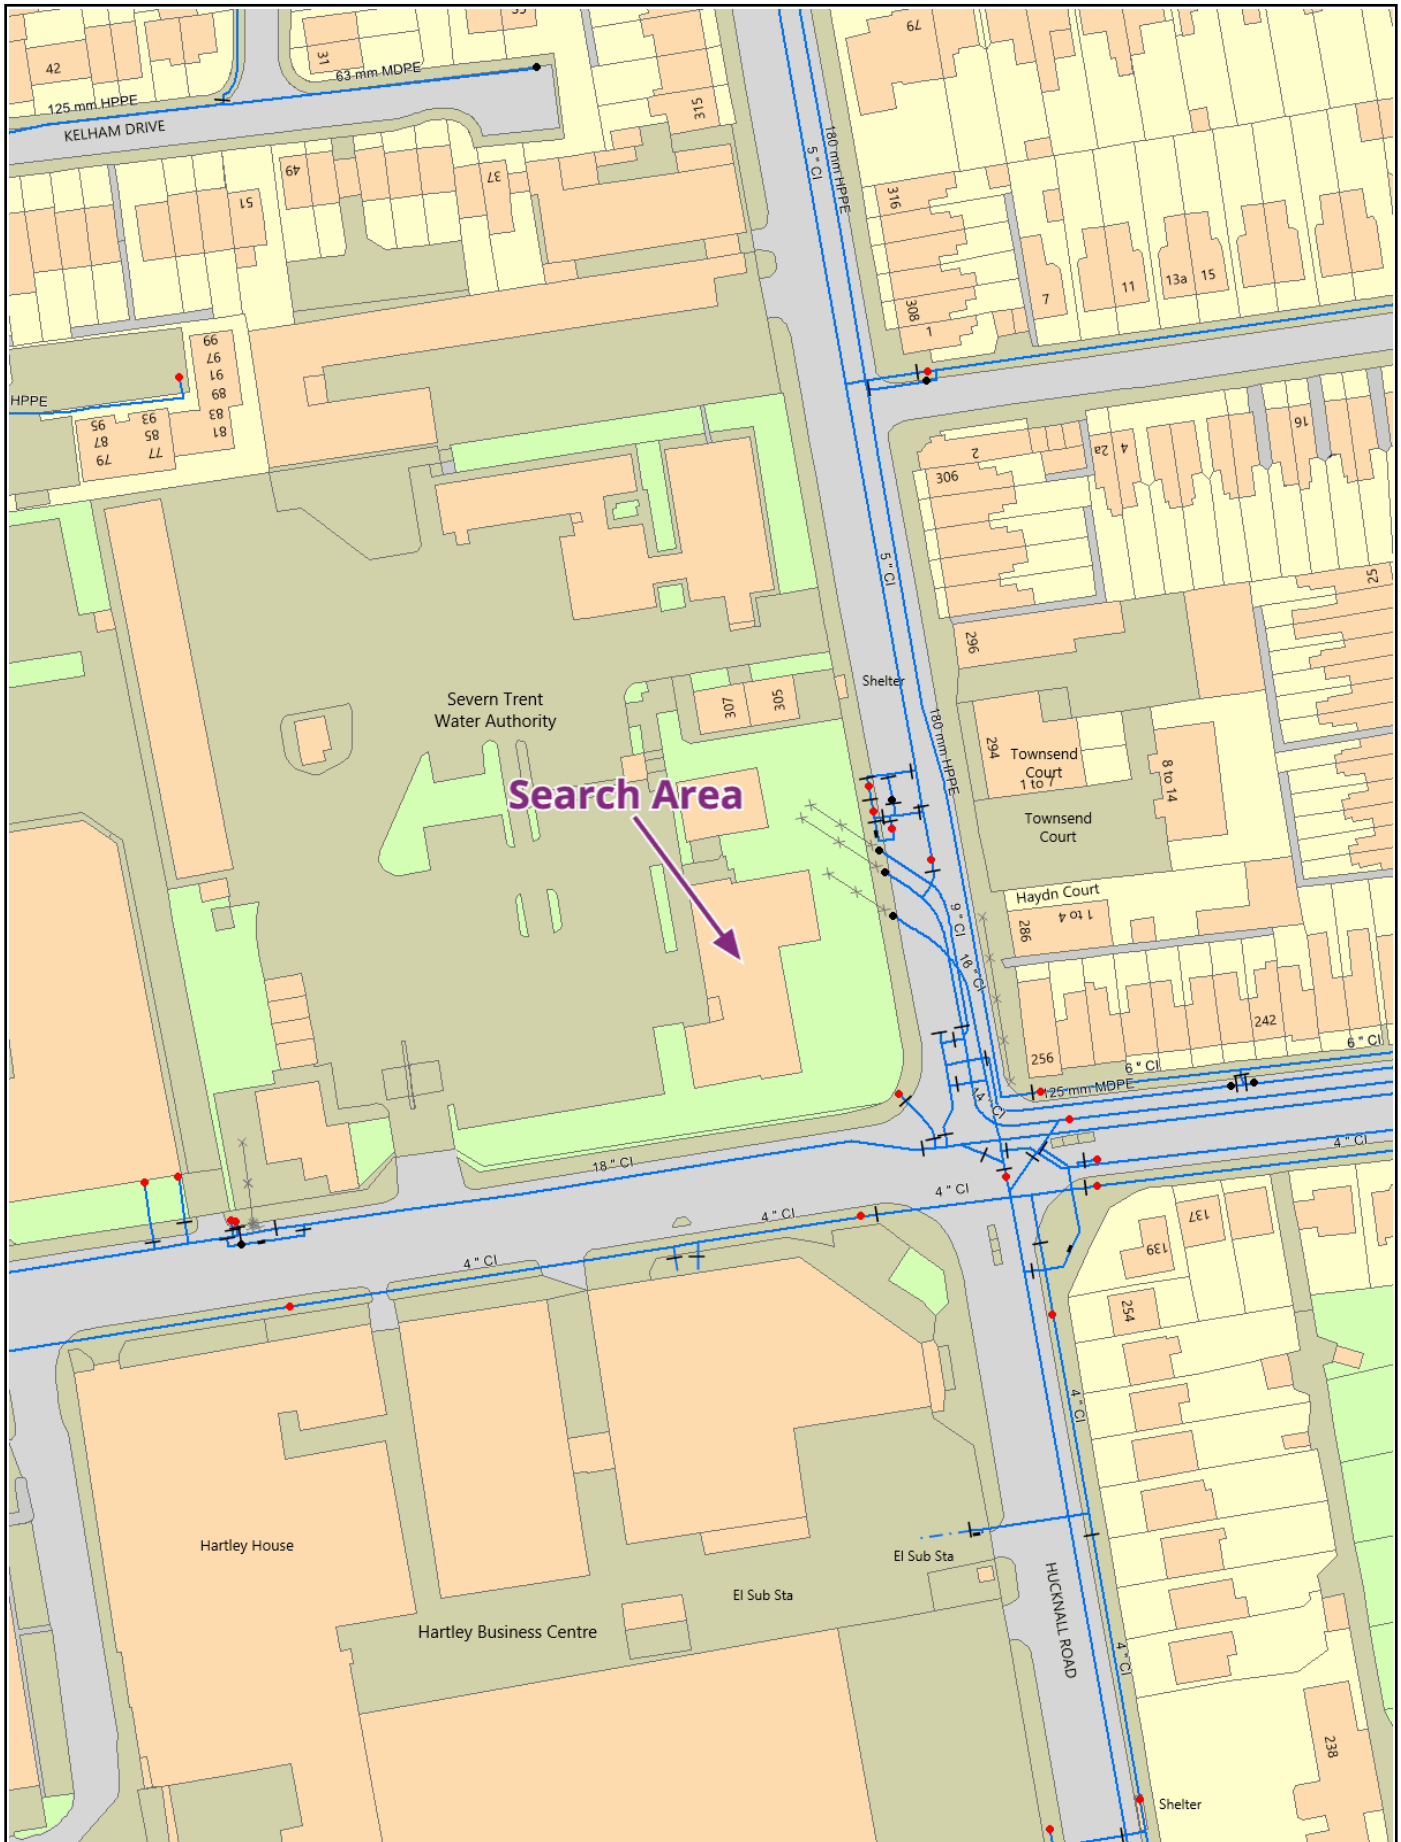 42
31
79
63 mm MDPE
125 mm HPPE
KELHAM DRIVE
315
5 " CI
180 mm HPPE
49
37
51
316
11
13a
15
7
308
1
99
97
91
89
83
81
HPPE
95
93
87
85
79
77
2
306
2a
4
16
5 " CI
25
296
Severn Trent
Water Authority
Shelter
307
305
180 mm HPPE
294
Townsend
Court
1 to 7
8 to 14
Search Area
Townsend
Court
Haydn Court
9 " CI
286
1 to 4
16 " CI
242
256
6 " CI
6 " CI
125 mm MDPE
14 " CI
4 " CI
18 " CI
4 " CI
4 " CI
4 " CI
137
139
254
4 " CI
Hartley House
El Sub Sta
El Sub Sta
Hartley Business Centre
HUCKNALL ROAD
4 " CI
238
Shelter